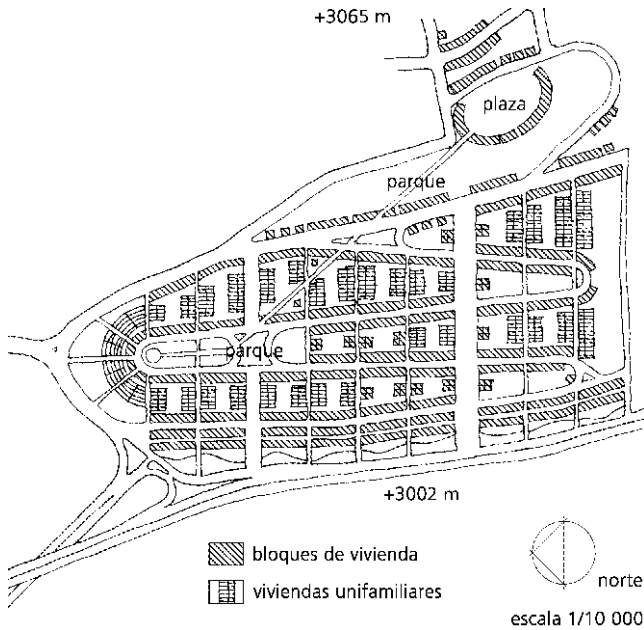 +3065 m
plaza
parque
parque
+3002 m
bloques de vivienda
viviendas unifamiliares
norte
escala 1/10 000